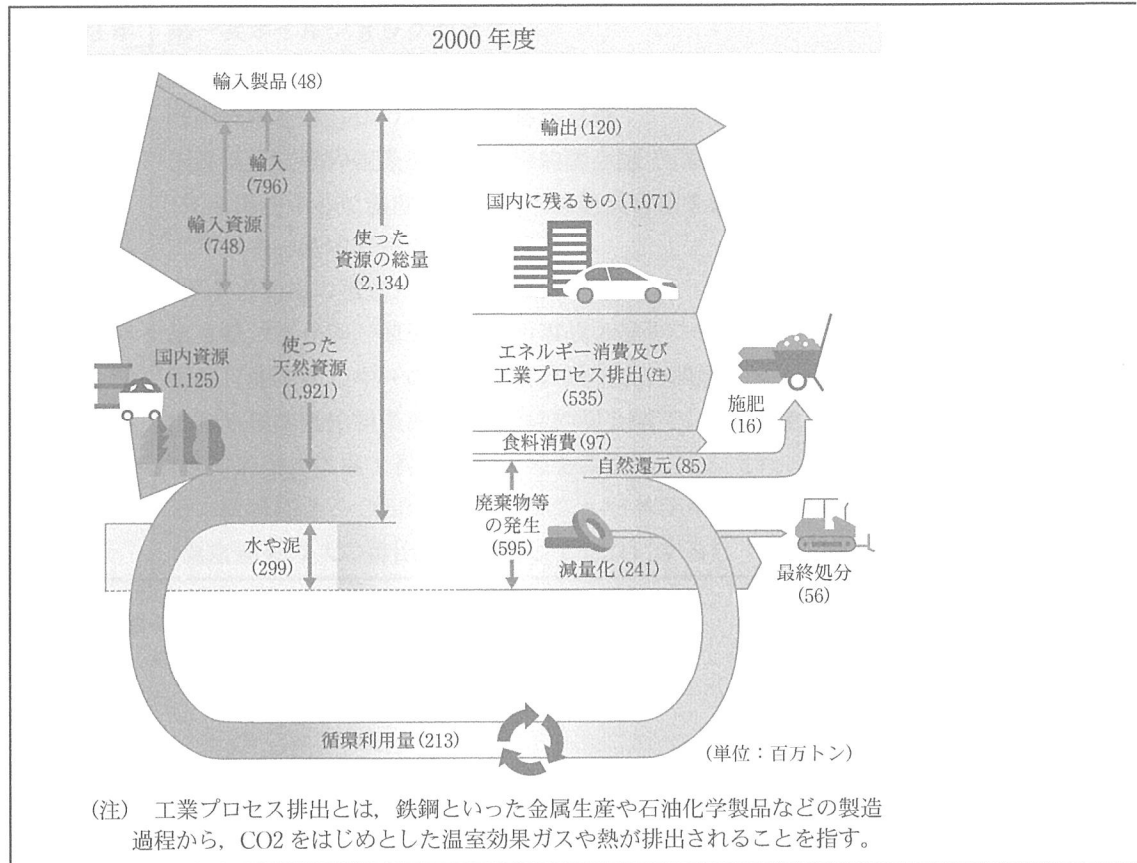 2000 年度
輸入製品(48)
輸出(120)
輸入
(796)
国内に残るもの(1,071)
輸入資源
(748)
使った
資源の総量
(2,134)
国内資源
(1,125)
使った
天然資源
(1,921)
エネルギー消費及び
工業プロセス排出(注)
(535)
施肥
(16)
食料消費(97)
自然還元(85)
廃棄物等
の発生
(595)
水や泥
(299)
減量化(241)
最終処分
(56)
循環利用量(213)
(単位：百万トン)
(注)　工業プロセス排出とは，鉄鋼といった金属生産や石油化学製品などの製造
過程から，CO2 をはじめとした温室効果ガスや熱が排出されることを指す。